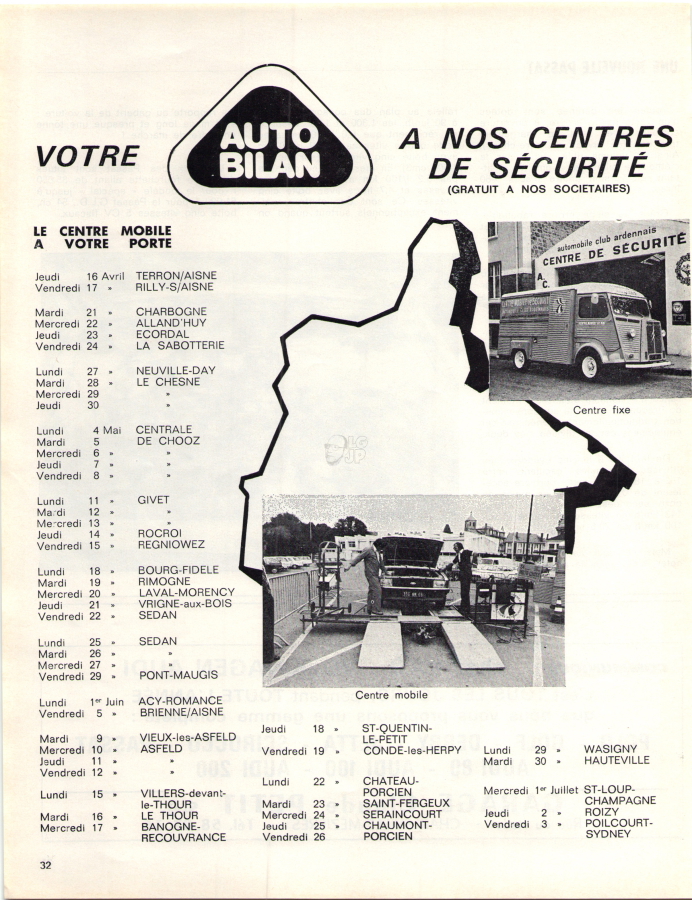 VOTRE
AUTO
BILAN
A NOS CENTRES
DE SÉCURITÉ
(GRATUIT A NOS SOCIETAIRES)
LE CENTRE MOBILE
A VOTRE PORTE
Jeudi 16 Avril TERRON/AISNE
Vendredi 17 » RILLY-S/AISNE
Mardi 21 » CHARBOGNE
Mercredi 22 » ALLAND'HUY
Jeudi 23 » ECORDAL
Vendredi 24 » LA SABOTTERIE
Lundi 27 » NEUVILLE-DAY
Mardi 28 » LE CHESNE
Mercredi 29 »
Jeudi 30 »
Lundi 4 Mai CENTRALE
Mardi 5 DE CHOOZ
Mercredi 6 » »
Jeudi 7 » »
Vendredi 8 » »
Lundi 11 » GIVET
Mardi 12 » »
Mercredi 13 » »
Jeudi 14 » ROCROI
Vendredi 15 » REGNIOWEZ
Lundi 18 » BOURG-FIDELE
Mardi 19 » RIMOGNE
Mercredi 20 » LAVAL-MORENCY
Jeudi 21 » VRIGNE-aux-BOIS
Vendredi 22 » SEDAN
Lundi 25 » SEDAN
Mardi 26 » »
Mercredi 27 » »
Vendredi 29 » PONT-MAUGIS
Lundi 1er Juin ACY-ROMANCE
Vendredi 5 » BRIENNE/AISNE
Mardi 9 » VIEUX-les-ASFELD
Mercredi 10 » ASFELD
Jeudi 11 » »
Vendredi 12 » »
Lundi 15 » VILLERS-devant-
le-THOUR
Mardi 16 » LE THOUR
Mercredi 17 » BANOGNE-
RECOUVRANCE
automobile club ardennais
CENTRE DE SÉCURITÉ
A.
C.
Centre fixe
LG
JP
Centre mobile
Jeudi 18 » ST-QUENTIN-
LE-PETIT
Vendredi 19 » CONDE-les-HERPY
Lundi 22 » CHATEAU-
PORCIEN
Mardi 23 » SAINT-FERGEUX
Mercredi 24 » SERAINCOURT
Jeudi 25 » CHAUMONT-
Vendredi 26 » PORCIEN
Lundi 29 » WASIGNY
Mardi 30 » HAUTEVILLE
Mercredi 1er Juillet ST-LOUP-
CHAMPAGNE
Jeudi 2 » ROIZY
Vendredi 3 » POILCOURT-
SYDNEY
32